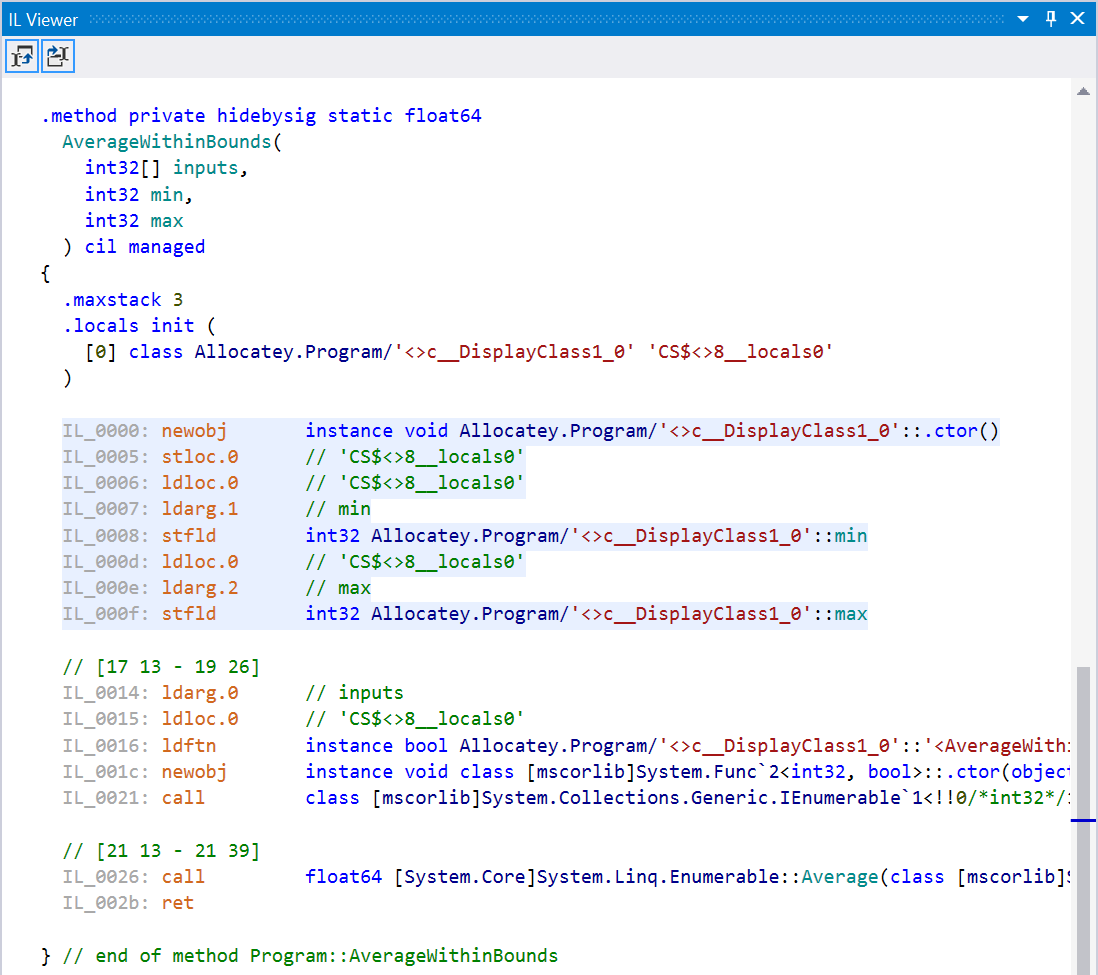 IL Viewer
.method private hidebysig static float64
AverageWithinBounds(
int32[] inputs,
int32 min,
int32 max
) cil managed
{
.maxstack 3
.locals init (
[0] class Allocatey.Program/'<>c__DisplayClass1_0' 'CS$<>8__locals0'
)
IL_0000: newobj instance void Allocatey.Program/'<>c__DisplayClass1_0'::.ctor()
IL_0005: stloc.0 // 'CS$<>8__locals0'
IL_0006: ldloc.0 // 'CS$<>8__locals0'
IL_0007: ldarg.1 // min
IL_0008: stfld int32 Allocatey.Program/'<>c__DisplayClass1_0'::min
IL_000d: ldloc.0 // 'CS$<>8__locals0'
IL_000e: ldarg.2 // max
IL_000f: stfld int32 Allocatey.Program/'<>c__DisplayClass1_0'::max
// [17 13 - 19 26]
IL_0014: ldarg.0 // inputs
IL_0015: ldloc.0 // 'CS$<>8__locals0'
IL_0016: ldftn instance bool Allocatey.Program/'<>c__DisplayClass1_0'::'<AverageWithi
IL_001c: newobj instance void class [mscorlib]System.Func`2<int32, bool>::.ctor(object
IL_0021: call class [mscorlib]System.Collections.Generic.IEnumerable`1<!!0/*int32*/
// [21 13 - 21 39]
IL_0026: call float64 [System.Core]System.Linq.Enumerable::Average(class [mscorlib]
IL_002b: ret
} // end of method Program::AverageWithinBounds